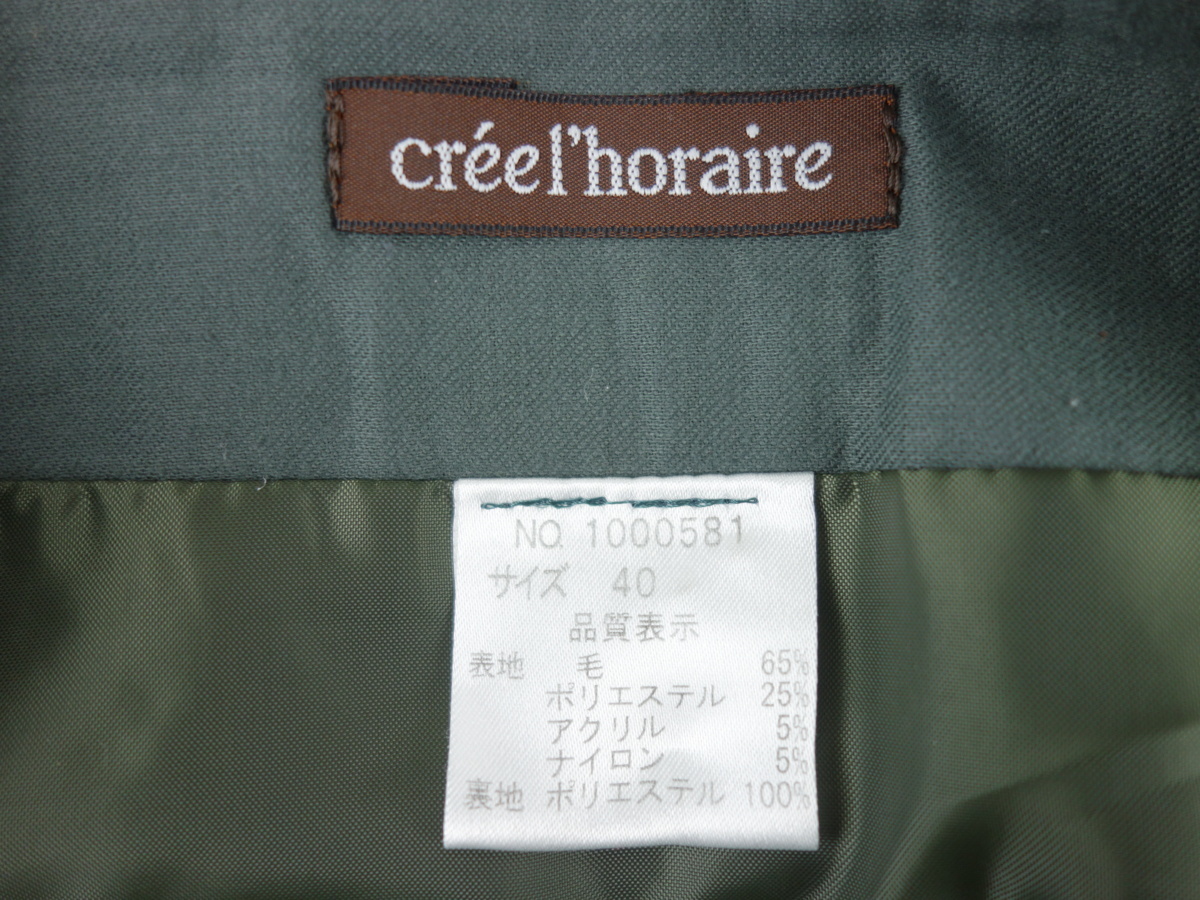 crée l'horaire
NO. 1000581
サイズ 40
品質表示
表地 毛 65%
ポリエステル 25%
アクリル 5%
ナイロン 5%
裏地 ポリエステル 100%